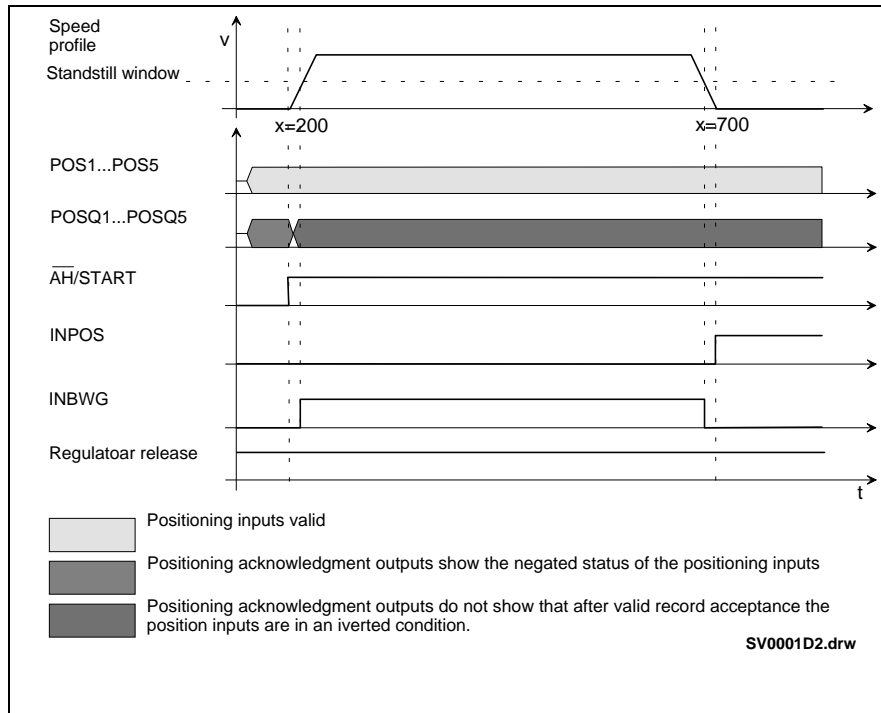 Speed
profile
v
Standstill window
x=200
x=700
POS1...POS5
POSQ1...POSQ5
AH/START
INPOS
INBWG
Regulatoar release
t
Positioning inputs valid
Positioning acknowledgment outputs show the negated status of the positioning inputs
Positioning acknowledgment outputs do not show that after valid record acceptance the
position inputs are in an iverted condition.
SV0001D2.drw